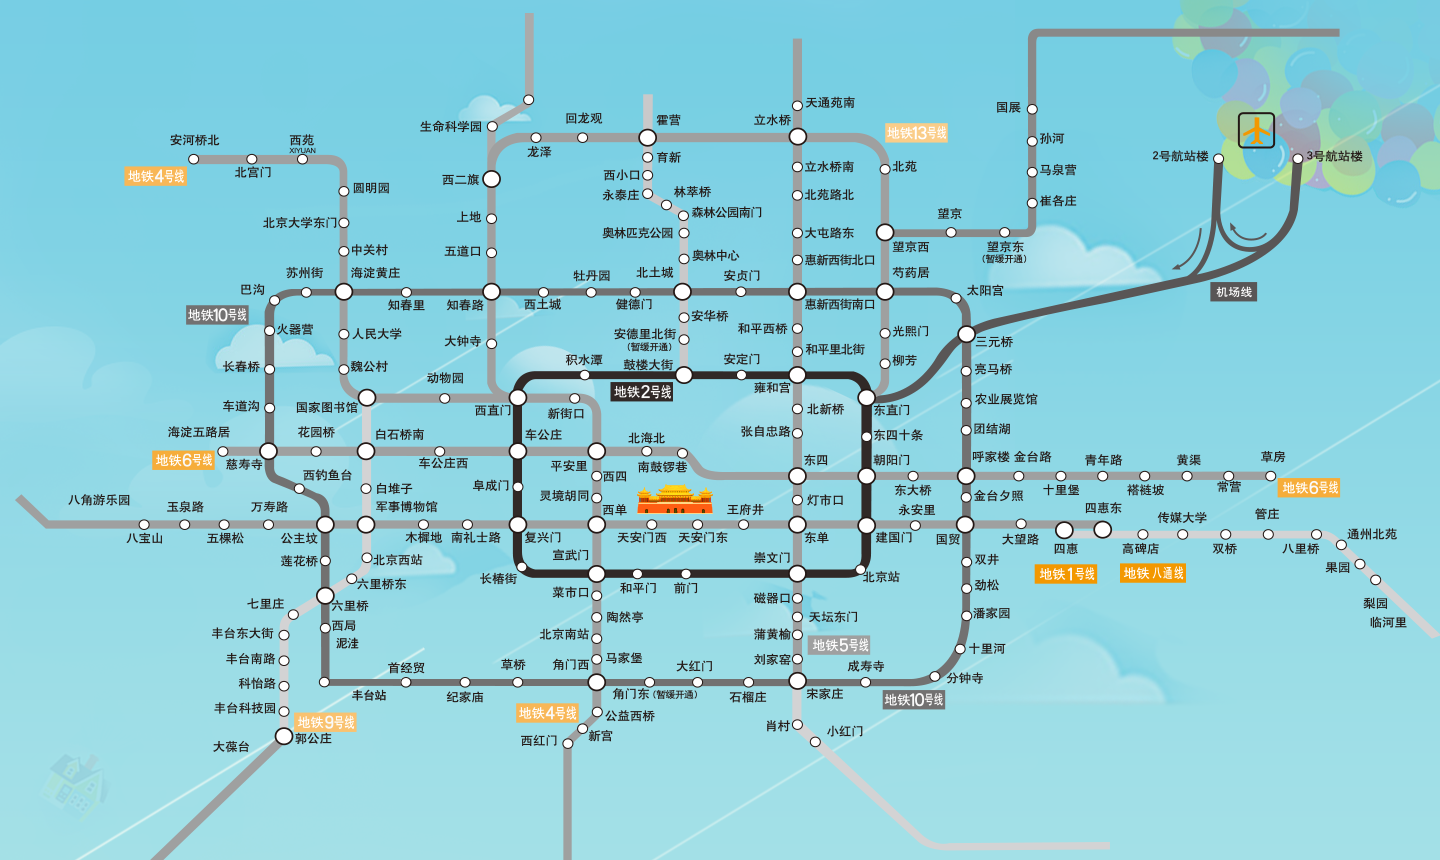 天通苑南
国展
回龙观
霍营
立水桥
地铁13号线
生命科学园
孙河
安河桥北
西苑
XIYUAN
龙泽
育新
2号航站楼
3号航站楼
地铁4号线
北宫门
西二旗
西小口
立水桥南
北苑
马泉营
圆明园
永泰庄
林萃桥
北苑路北
崔各庄
上地
森林公园南门
望京
北京大学东门
奥林匹克公园
大屯路东
望京西
望京东
(暂缓开通)
中关村
五道口
奥林中心
惠新西街北口
苏州街
海淀黄庄
牡丹园
北土城
安贞门
芍药居
巴沟
知春里
知春路
西土城
健德门
惠新西街南口
太阳宫
机场线
地铁10号线
火器营
人民大学
大钟寺
安华桥
安德里北街
(暂缓开通)
和平西桥
光熙门
三元桥
长春桥
魏公村
积水潭
鼓楼大街
安定门
和平里北街
柳芳
亮马桥
动物园
地铁2号线
雍和宫
车道沟
国家图书馆
西直门
新街口
北新桥
东直门
农业展览馆
海淀五路居
花园桥
白石桥南
车公庄
北海北
张自忠路
东四十条
团结湖
地铁6号线
慈寿寺
车公庄西
平安里
南鼓锣巷
东四
朝阳门
呼家楼
金台路
青年路
黄渠
草房
西钓鱼台
白堆子
阜成门
西四
东大桥
十里堡
褡裢坡
常营
地铁6号线
八角游乐园
玉泉路
万寿路
军事博物馆
灵境胡同
西单
王府井
灯市口
永安里
金台夕照
四惠东
传媒大学
管庄
八宝山
五棵松
公主坟
木樨地
南礼士路
复兴门
天安门西
天安门东
东单
建国门
国贸
大望路
四惠
高碑店
双桥
八里桥
通州北苑
莲花桥
北京西站
宣武门
崇文门
双井
地铁1号线
地铁八通线
果园
六里桥东
长椿街
和平门
前门
北京站
劲松
七里庄
六里桥
菜市口
磁器口
梨园
陶然亭
天坛东门
潘家园
临河里
丰台东大街
西局
北京南站
蒲黄榆
地铁5号线
泥洼
丰台南路
首经贸
草桥
角门西
马家堡
大红门
刘家窑
成寿寺
十里河
科怡路
丰台站
纪家庙
角门东
(暂缓开通)
石榴庄
宋家庄
分钟寺
丰台科技园
地铁9号线
地铁4号线
公益西桥
地铁10号线
大葆台
郭公庄
西红门
新宫
肖村
小红门